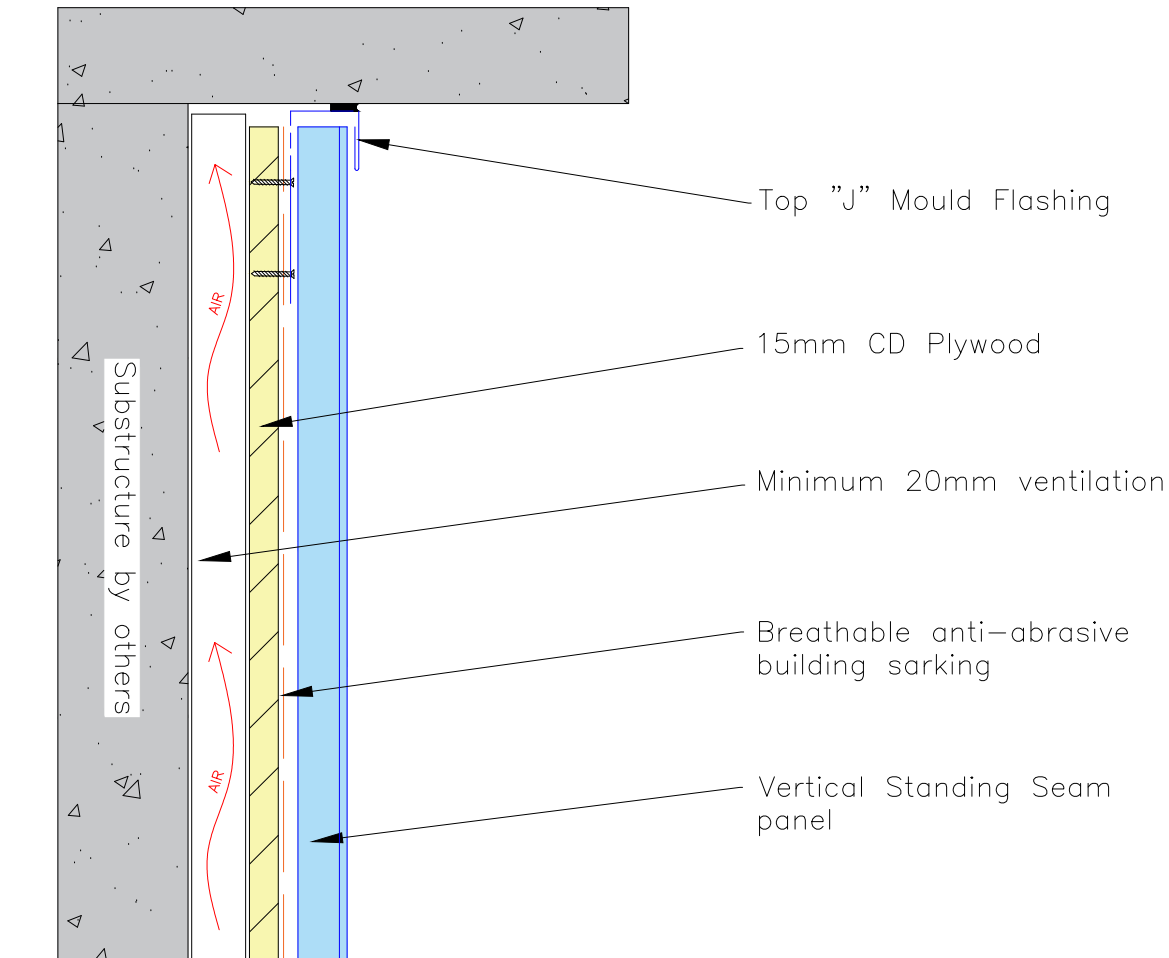 Top "J" Mould Flashing
15mm CD Plywood
Minimum 20mm ventilation
Breathable anti-abrasive
building sarking
Vertical Standing Seam
panel
Substructure by others
AIR
AIR